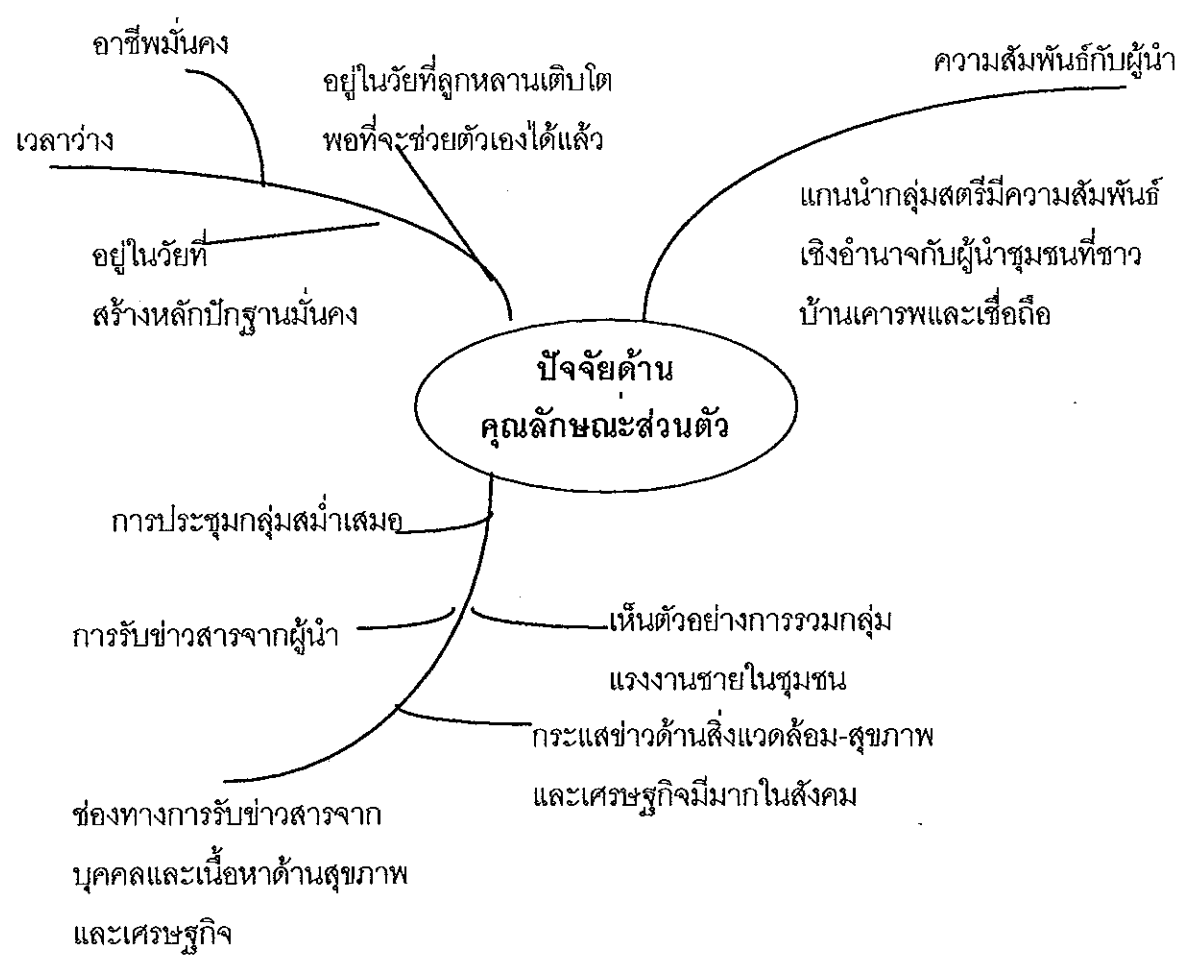 อาชีพมั่นคง
เวลาว่าง
อยู่ในวัยที่ลูกหลานเติบโต
พอที่จะช่วยตัวเองได้แล้ว
อยู่ในวัยที่
สร้างหลักปักฐานมั่นคง
ความสัมพันธ์กับผู้นำ
แกนนำกลุ่มสตรีมีความสัมพันธ์
เชิงอำนาจกับผู้นำชุมชนที่ชาว
บ้านเคารพและเชื่อถือ
ปัจจัยด้าน
คุณลักษณะส่วนตัว
การประชุมกลุ่มสม่ำเสมอ
การรับข่าวสารจากผู้นำ
เห็นตัวอย่างการรวมกลุ่ม
แรงงานชายในชุมชน
กระแสข่าวด้านสิ่งแวดล้อม-สุขภาพ
และเศรษฐกิจมีมากในสังคม
ช่องทางการรับข่าวสารจาก
บุคคลและเนื้อหาด้านสุขภาพ
และเศรษฐกิจ